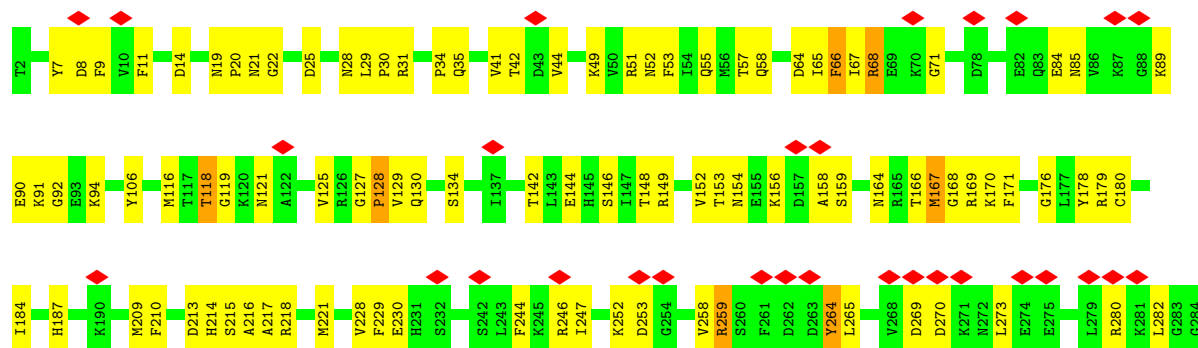 T2 Y7 D8 F9 V10 F11 D14 N19 P20 N21 G22 D25 N28 L29 P30 R31 P34 Q35 V41 T42 D43 V44 K49 V50 R51 N52 F53 I54 Q55 M56 T57 Q58 D64 I65 F66 I67 R68 E69 K70 G71 D78 E82 Q83 E84 N85 V86 K87 G88 K89
E90 K91 G92 E93 K94 Y106 M116 T117 T118 G119 K120 N121 A122 V125 R126 G127 P128 V129 Q130 S134 I137 T142 L143 E144 H145 S146 I147 T148 R149 V152 T153 N154 E155 K156 D157 A158 S159 N164 R165 T166 M167 G168 R169 K170 F171 G176 L177 Y178 R179 C180
I184 H187 K190 M209 F210 D213 H214 S215 A216 A217 R218 M221 V228 F229 E230 H231 S232 S242 L243 F244 K245 R246 I247 K252 D253 G254 V258 R259 S260 F261 D262 D263 Y264 L265 V268 D269 D270 K271 N272 L273 E274 E275 L279 R280 K281 L282 G283 G284